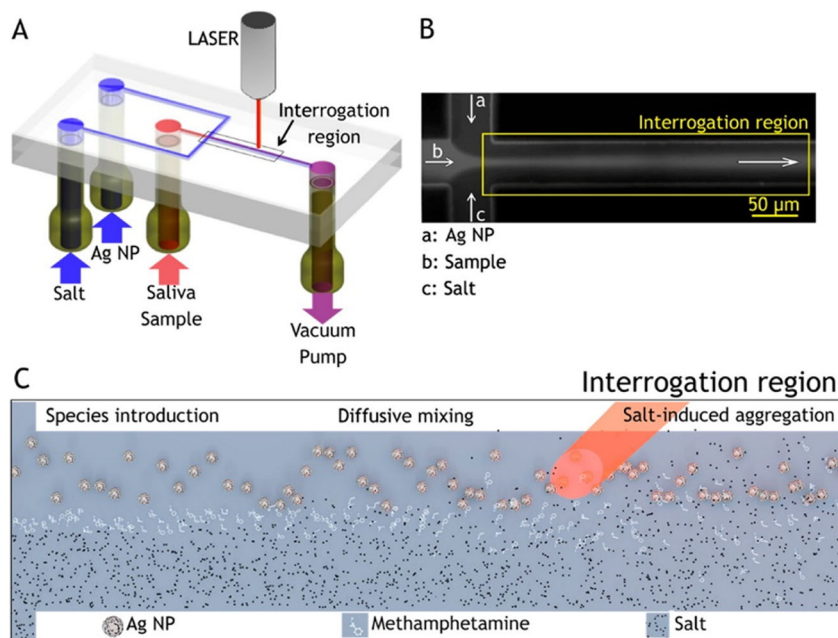 A
LASER
Interrogation
region
Ag NP
Salt
Saliva
Sample
Vacuum
Pump
B
a
Interrogation region
b
c
50 µm
a: Ag NP
b: Sample
c: Salt
C
Interrogation region
Species introduction
Diffusive mixing
Salt-induced aggregation
Ag NP
Methamphetamine
Salt